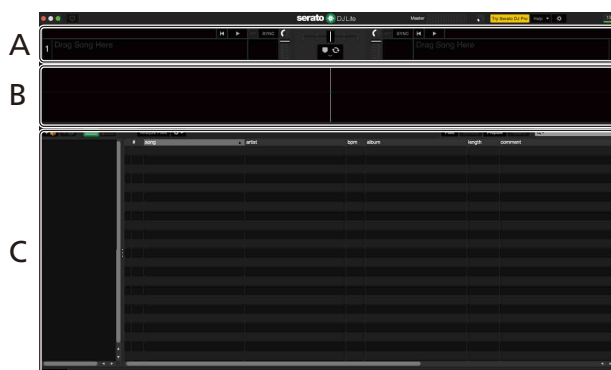 serato DJ Lite Master Try Serato DJ Pro Help
A
SYNC SYNC
1 Drag Song Here Drag Song Here
B
C
# song artist bpm album length comment